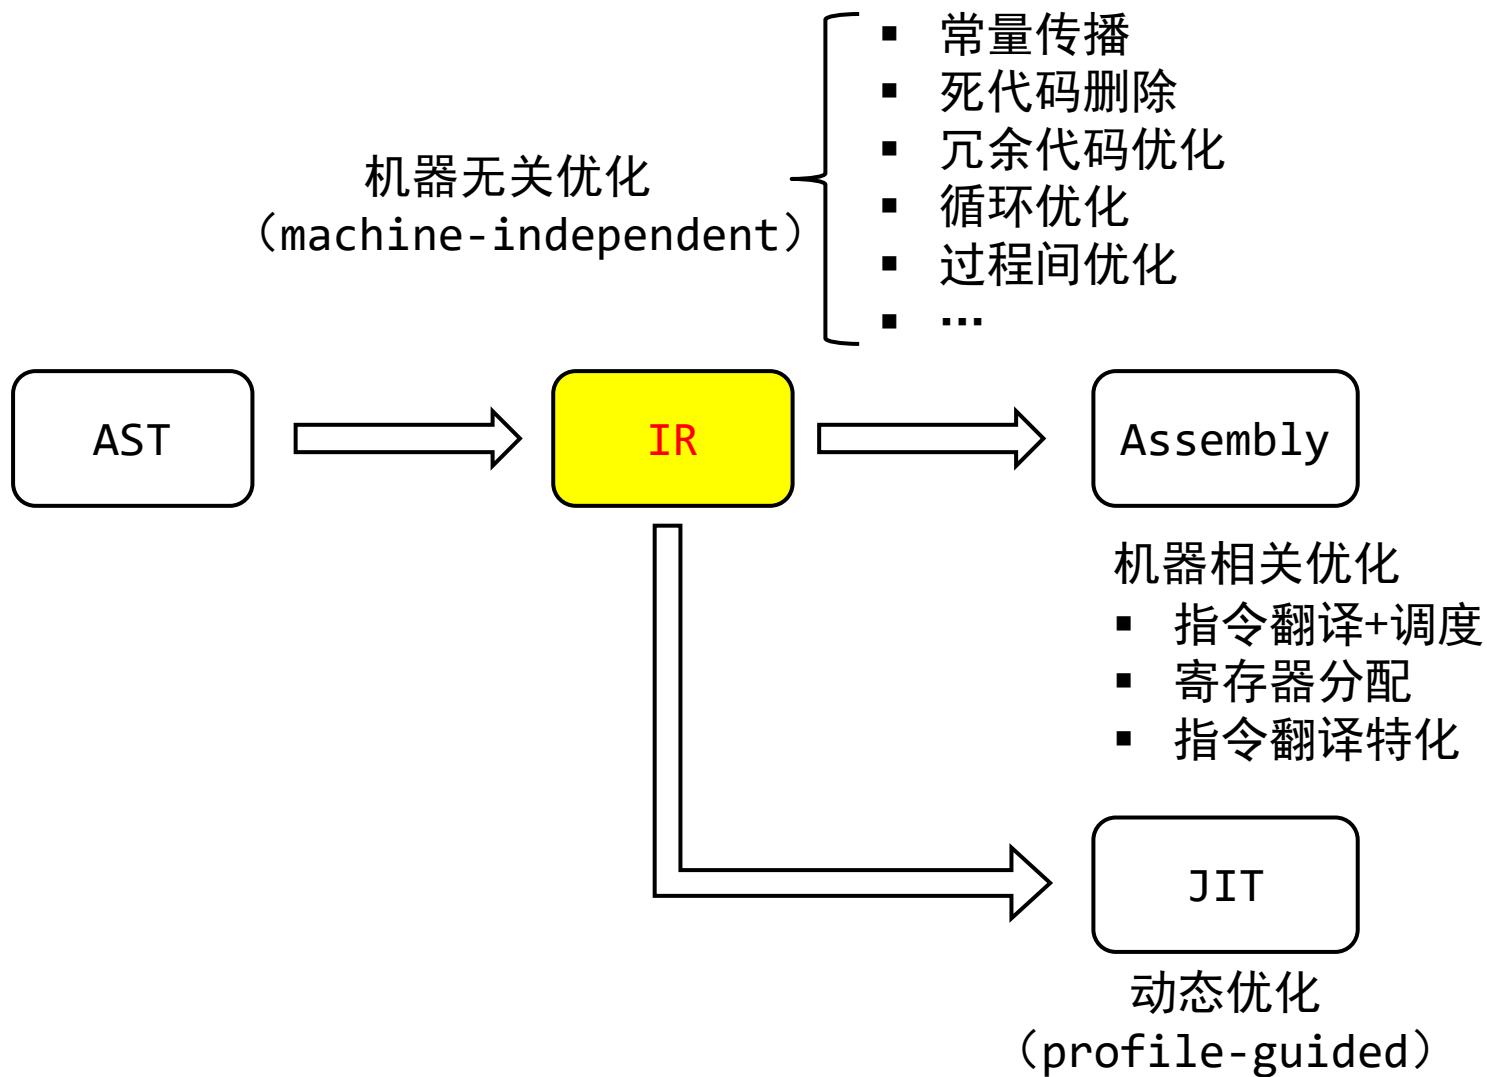 ▪ 常量传播
▪ 死代码删除
▪ 冗余代码优化
▪ 循环优化
▪ 过程间优化
▪ …
机器无关优化
（machine-independent）
AST
IR
Assembly
机器相关优化
▪ 指令翻译+调度
▪ 寄存器分配
▪ 指令翻译特化
JIT
动态优化
（profile-guided）